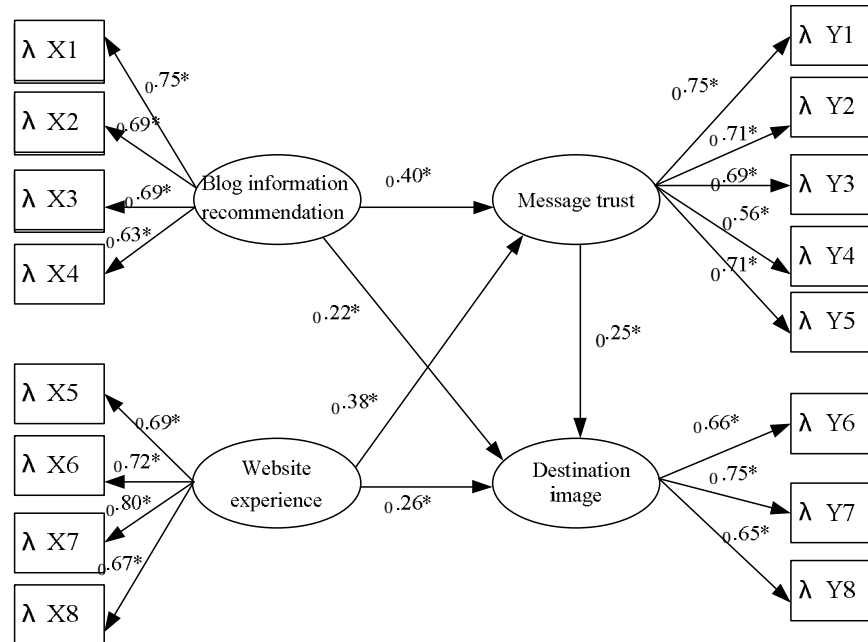 λ X1
λ X2
λ X3
λ X4
0.75*
0.69*
0.69*
0.63*
Blog information
recommendation
0.40*
Message trust
0.75*
0.71*
0.69*
0.56*
0.71*
λ Y1
λ Y2
λ Y3
λ Y4
λ Y5
0.22*
0.38*
0.25*
λ X5
λ X6
λ X7
λ X8
0.69*
0.72*
0.80*
0.67*
Website
experience
0.26*
Destination
image
0.66*
0.75*
0.65*
λ Y6
λ Y7
λ Y8